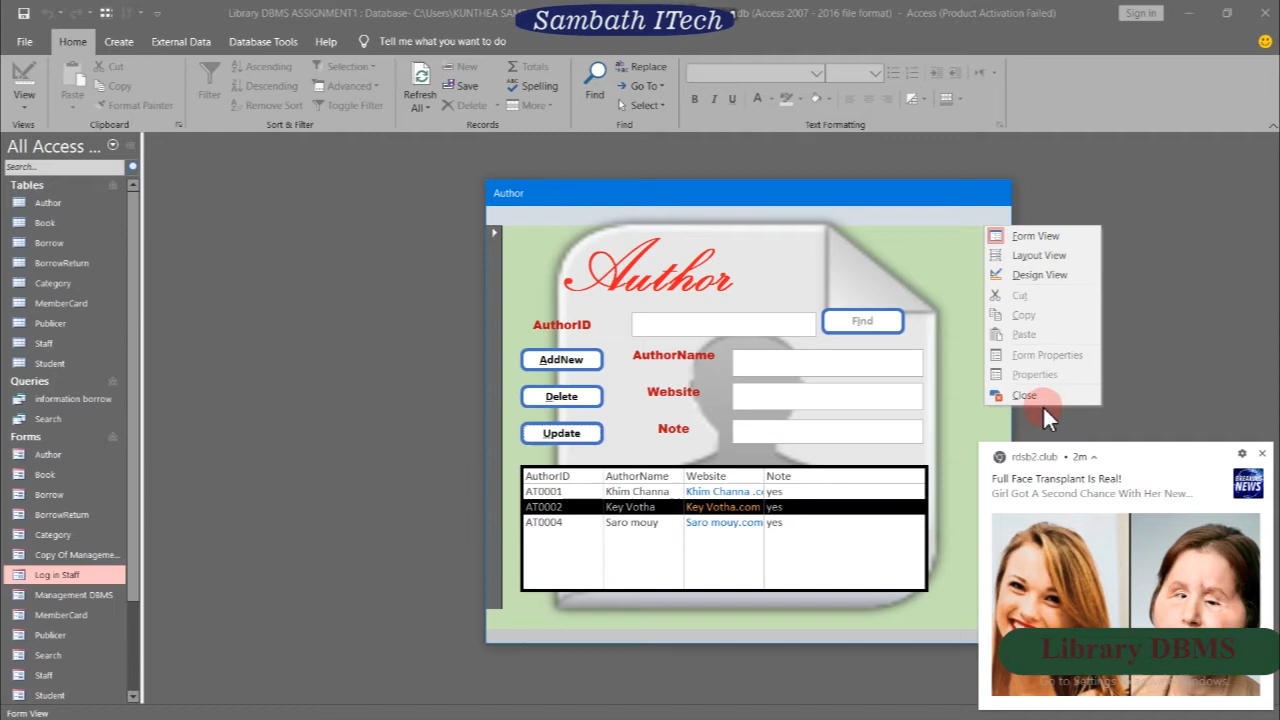 Library DBMS ASSIGNMENT1 : Database- C:\Users\KUNTHEA SAM
db (Access 2007 - 2016 file format) - Access (Product Activation Failed)
Sign in
Sambath ITech
File Home Create External Data Database Tools Help Tell me what you want to do
View
Views
Paste
Cut
Copy
Format Painter
Clipboard
Filter
Ascending
Descending
Remove Sort
Selection
Advanced
Toggle Filter
Sort & Filter
Refresh
All
New
Save
Delete
Totals
Spelling
More
Records
Find
Replace
Go To
Select
Find
B I U A
Text Formatting
All Access ...
Search...
Tables
Author
Book
Borrow
BorrowReturn
Category
MemberCard
Publicer
Staff
Student
Queries
information borrow
Search
Forms
Author
Book
Borrow
BorrowReturn
Category
Copy Of Manageme...
Log in Staff
Management DBMS
MemberCard
Publicer
Search
Staff
Student
Form View
Author
Author
AuthorID
Find
AddNew
AuthorName
Delete
Website
Update
Note
AuthorID AuthorName Website Note
AT0001 Khim Channa Khim Channa .co yes
AT0002 Key Votha Key Votha.com yes
AT0004 Saro mouy Saro mouy.com yes
Form View
Layout View
Design View
Cut
Copy
Paste
Form Properties
Properties
Close
rdsb2.club • 2m
Full Face Transplant Is Real!
Girl Got A Second Chance With Her New...
BREAKING
NEWS
Library DBMS
Go to Settings